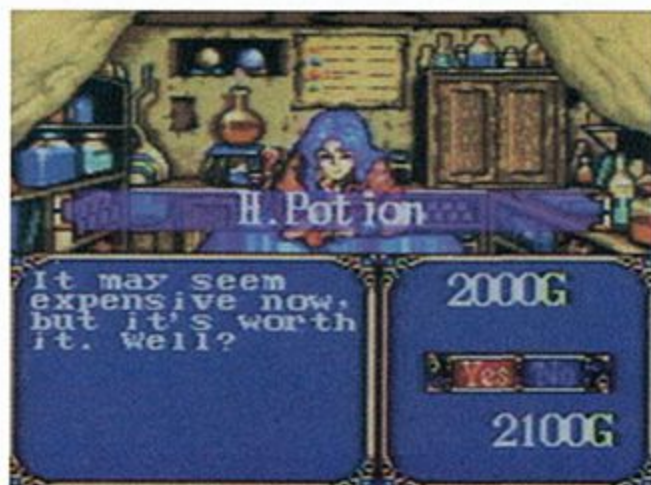 H.Potion
It may seem
expensive now,
but it's worth
it. Well?
2000G
Yes No
2100G